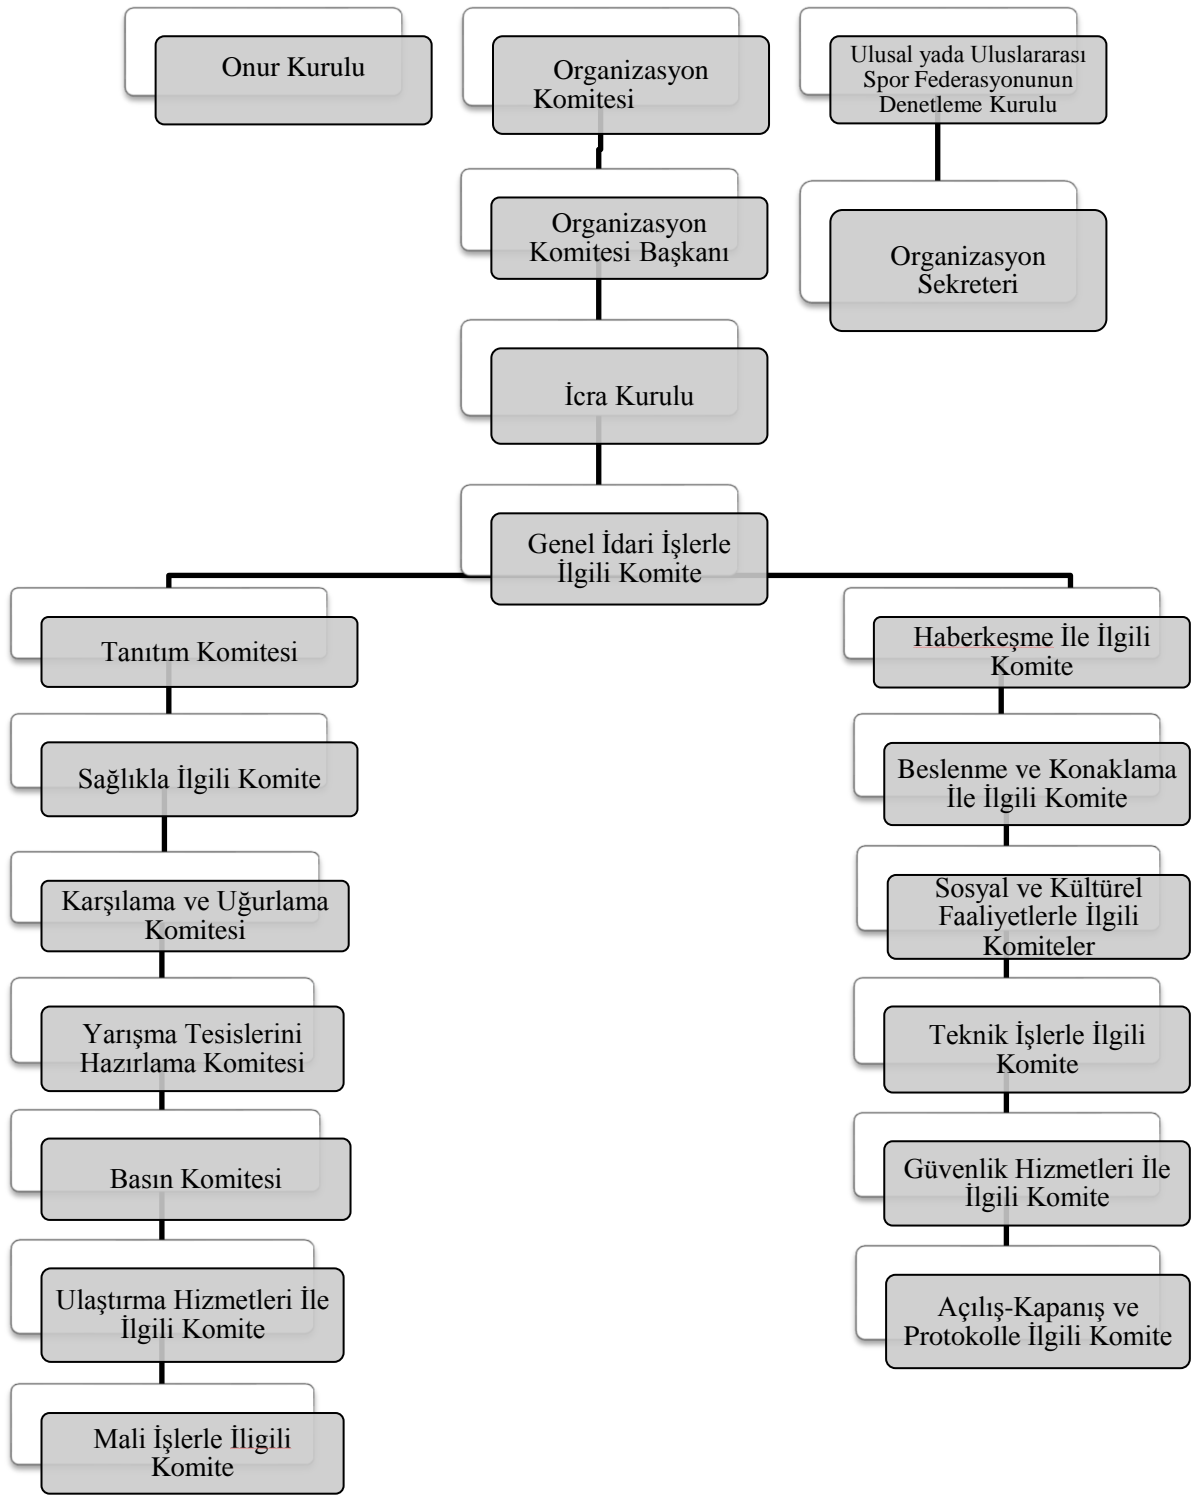 Onur Kurulu
Organizasyon
Komitesi
Ulusal yada Uluslararası
Spor Federasyonunun
Denetleme Kurulu
Organizasyon
Komitesi Başkanı
Organizasyon
Sekreteri
İcra Kurulu
Genel İdari İşlerle
İlgili Komite
Tanıtım Komitesi
Sağlıkla İlgili Komite
Karşılama ve Uğurlama
Komitesi
Yarışma Tesislerini
Hazırlama Komitesi
Basın Komitesi
Ulaştırma Hizmetleri İle
İlgili Komite
Mali İşlerle İligili
Komite
Haberkeşme İle İlgili
Komite
Beslenme ve Konaklama
İle İlgili Komite
Sosyal ve Kültürel
Faaliyetlerle İlgili
Komiteler
Teknik İşlerle İlgili
Komite
Güvenlik Hizmetleri İle
İlgili Komite
Açılış-Kapanış ve
Protokolle İlgili Komite